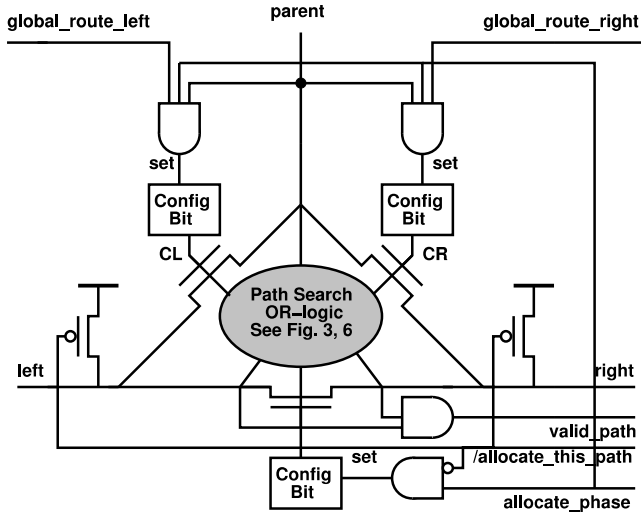 parent
global_route_left
global_route_right
set
set
Config
Bit
Config
Bit
CL
CR
Path Search
OR–logic
See Fig. 3, 6
left
right
valid_path
set
/allocate_this_path
Config
Bit
allocate_phase